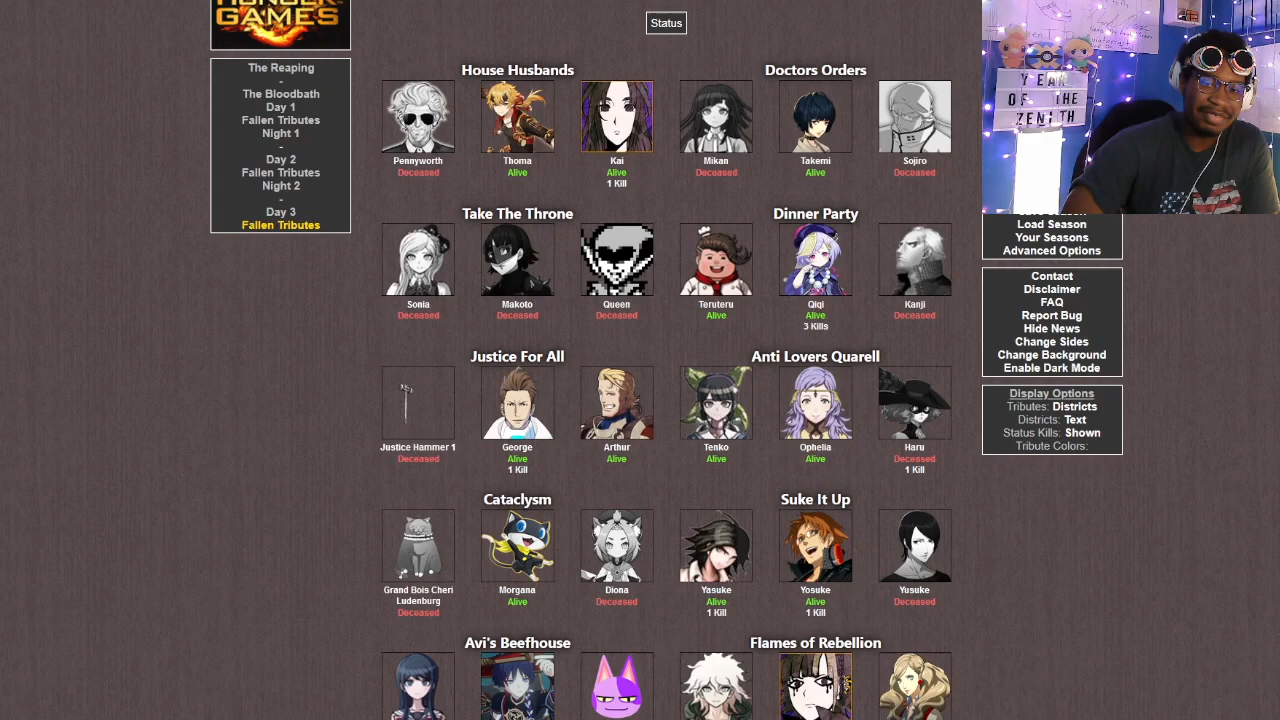 GAMES
The Reaping
-
The Bloodbath
Day 1
Fallen Tributes
Night 1
-
Day 2
Fallen Tributes
Night 2
-
Day 3
Fallen Tributes
Status
House Husbands
Pennyworth
Deceased
Thoma
Alive
Kai
Alive
1 Kill
Doctors Orders
Mikan
Deceased
Takemi
Alive
Sojiro
Deceased
Take The Throne
Sonia
Deceased
Makoto
Deceased
Queen
Deceased
Dinner Party
Teruteru
Alive
Qiqi
Alive
3 Kills
Kanji
Deceased
Justice For All
Justice Hammer 1
Deceased
George
Alive
1 Kill
Arthur
Alive
Anti Lovers Quarell
Tenko
Alive
Ophelia
Alive
Haru
Deceased
1 Kill
Cataclysm
Grand Bois Cheri
Ludenburg
Deceased
Morgana
Alive
Diona
Deceased
Suke It Up
Yasuke
Alive
1 Kill
Yosuke
Alive
1 Kill
Yusuke
Deceased
Avi's Beefhouse
Flames of Rebellion
YEAR
OF THE
ZENITH
Load Season
Your Seasons
Advanced Options
Contact
Disclaimer
FAQ
Report Bug
Hide News
Change Sides
Change Background
Enable Dark Mode
Display Options
Tributes: Districts
Districts: Text
Status Kills: Shown
Tribute Colors: